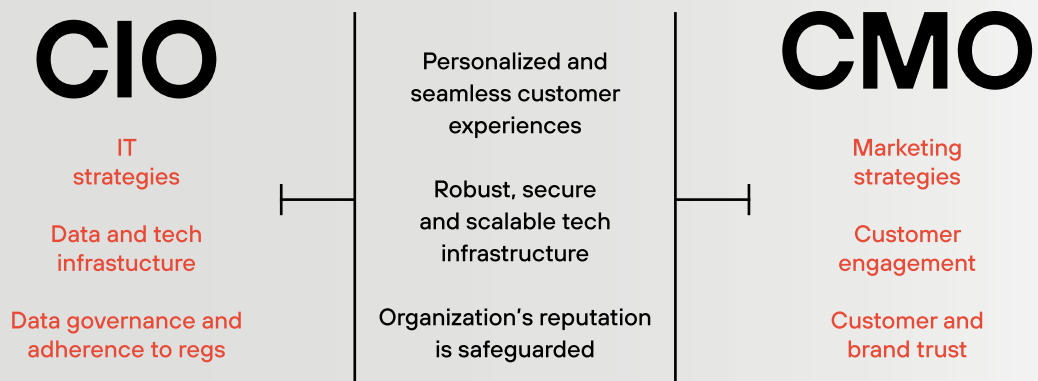 CIO
IT
strategies
Data and tech
infrastucture
Data governance and
adherence to regs
Personalized and
seamless customer
experiences
Robust, secure
and scalable tech
infrastructure
Organization’s reputation
is safeguarded
CMO
Marketing
strategies
Customer
engagement
Customer and
brand trust